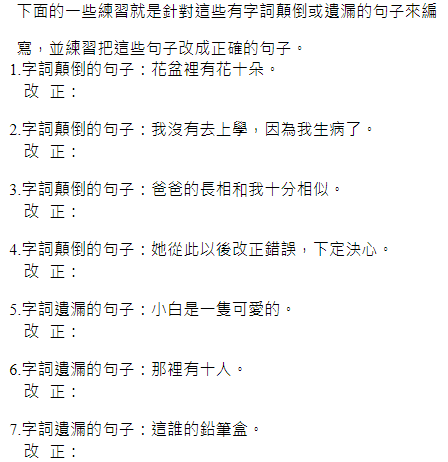 下面的一些練習就是針對這些有字詞顛倒或遺漏的句子來編
寫，並練習把這些句子改成正確的句子。
1.字詞顛倒的句子：花盆裡有花十朵。
改 正：
2.字詞顛倒的句子：我沒有去上學，因為我生病了。
改 正：
3.字詞顛倒的句子：爸爸的長相和我十分相似。
改 正：
4.字詞顛倒的句子：她從此以後改正錯誤，下定決心。
改 正：
5.字詞遺漏的句子：小白是一隻可愛的。
改 正：
6.字詞遺漏的句子：那裡有十人。
改 正：
7.字詞遺漏的句子：這誰的鉛筆盒。
改 正：